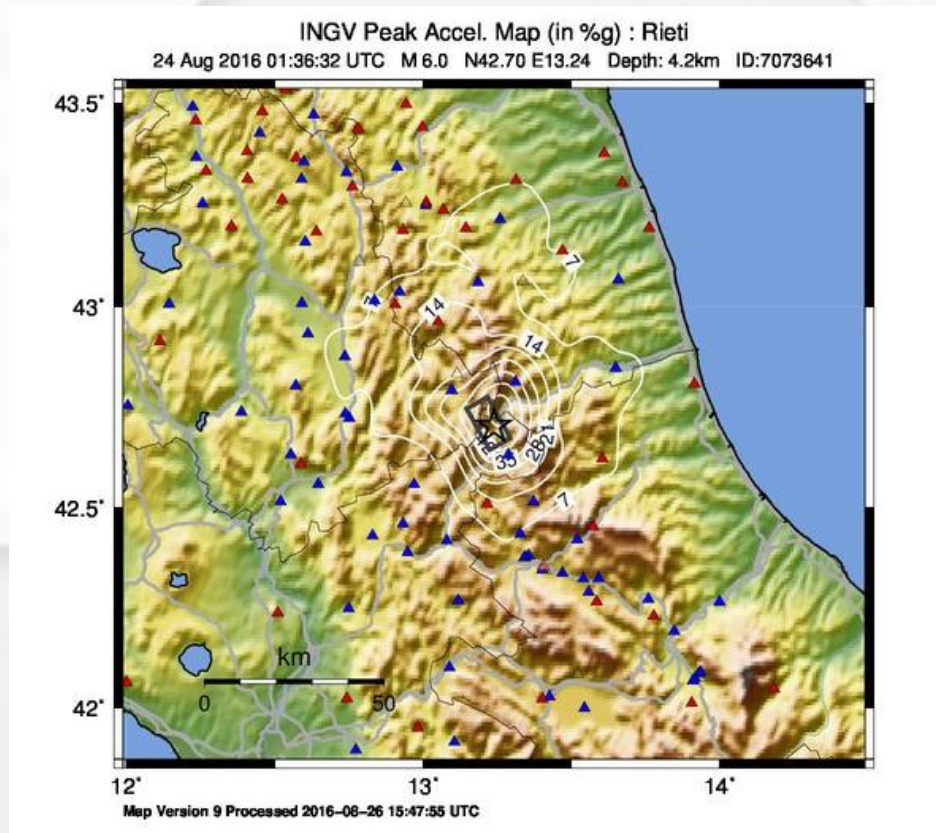 INGV Peak Accel. Map (in %g) : Rieti
24 Aug 2016 01:36:32 UTC M 6.0 N42.70 E13.24 Depth: 4.2km ID:7073641
43.5˚
7
43˚
7
14
14
21
28
35
42.5˚
7
km
0 50
42˚
12˚ 13˚ 14˚
Map Version 9 Processed 2016-08-26 15:47:55 UTC